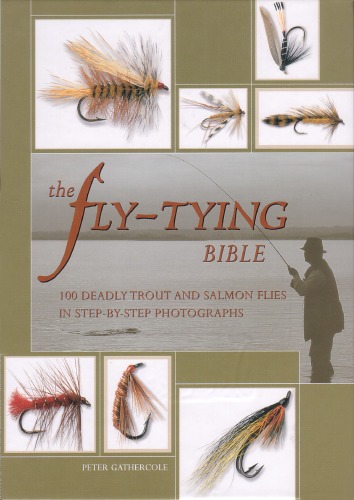 the
fLY-TYING
BIBLE
100 DEADLY TROUT AND SALMON FLIES
IN STEP-BY-STEP PHOTOGRAPHS
PETER GATHERCOLE